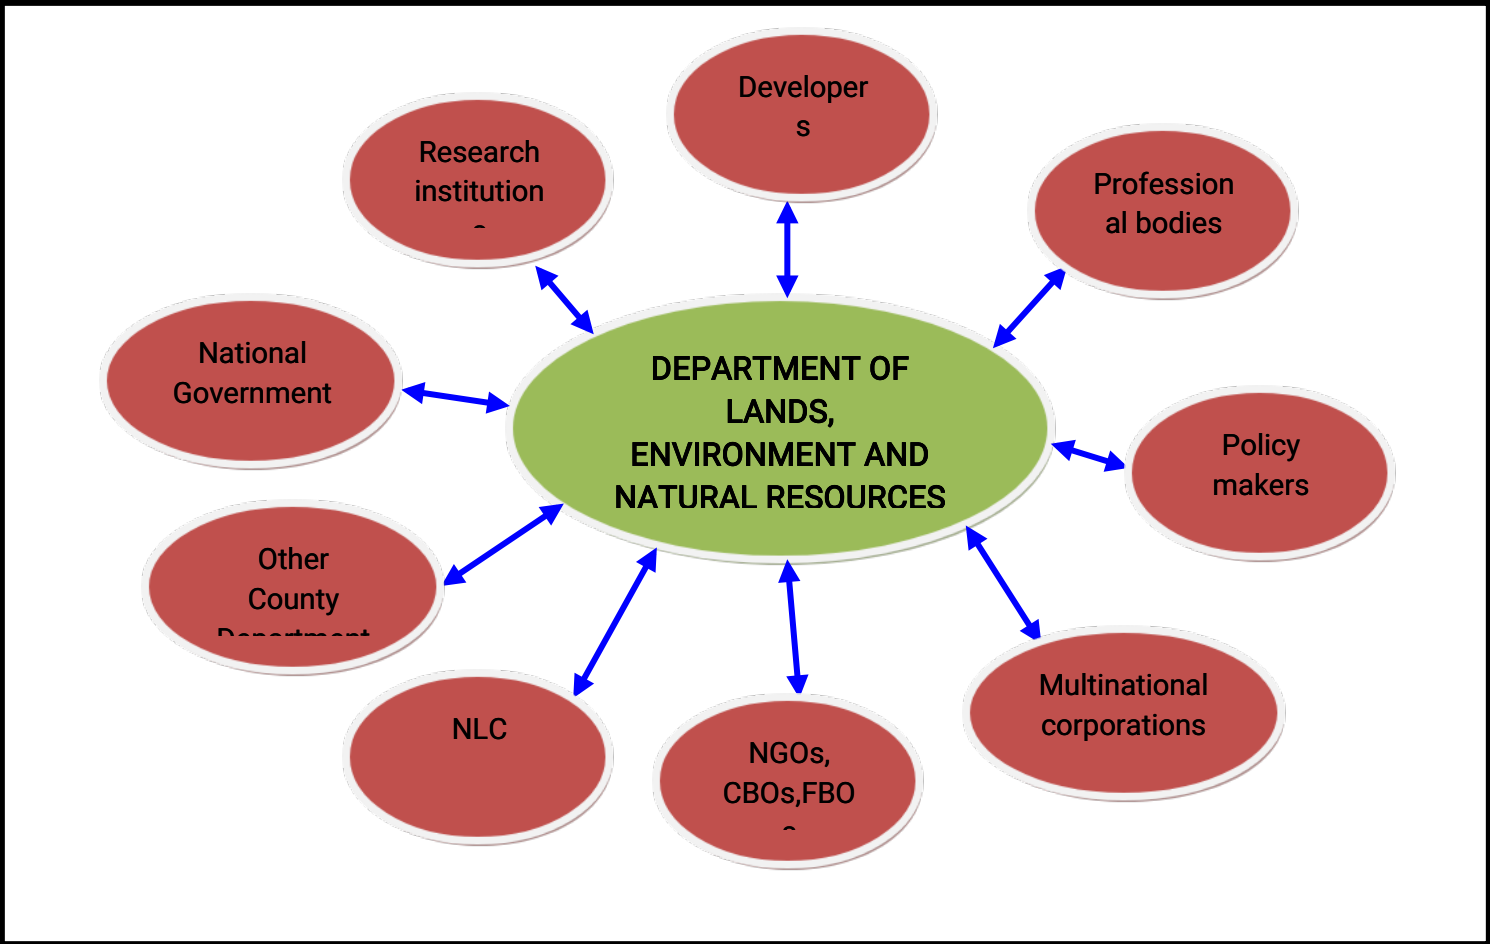 Developer
s
Research
institution
s
Profession
al bodies
National
Government
DEPARTMENT OF
LANDS,
ENVIRONMENT AND
NATURAL RESOURCES
Policy
makers
Other
County
Department
NLC
NGOs,
CBOs,FBO
s
Multinational
corporations